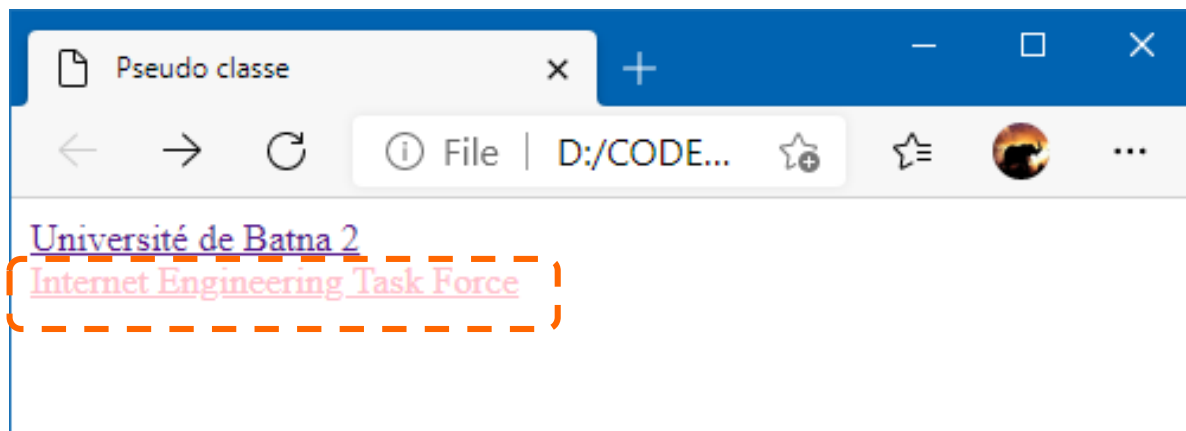 Pseudo classe
File | D:/CODE...
Université de Batna 2
Internet Engineering Task Force